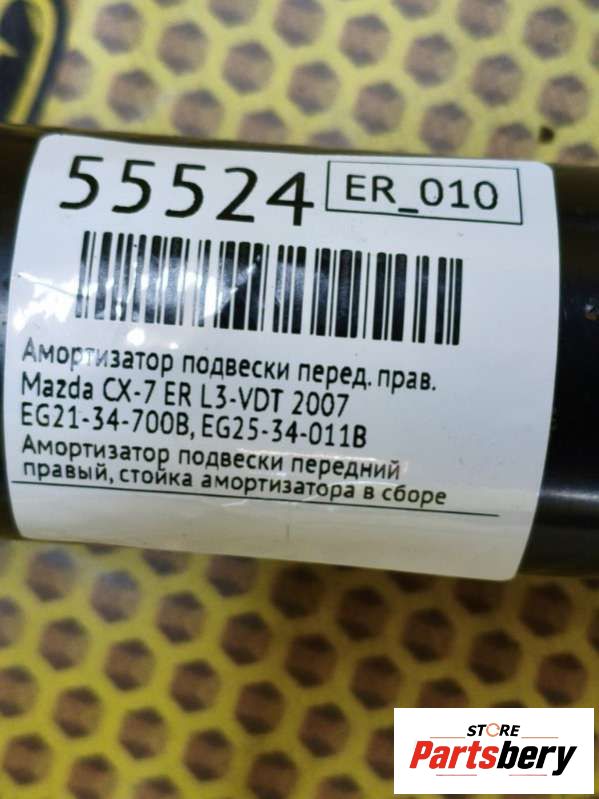 55524 ER_010
Амортизатор подвески перед. прав.
Mazda CX-7 ER L3-VDT 2007
EG21-34-700B, EG25-34-011B
Амортизатор подвески передний
правый, стойка амортизатора в сборе
STORE
Partsbery